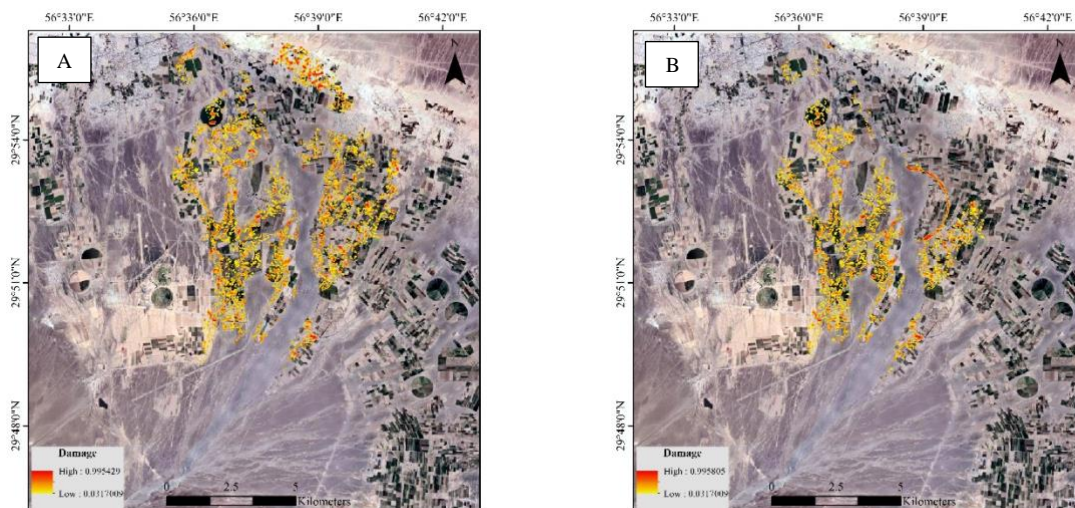 56°33'0"E 56°36'0"E 56°39'0"E 56°42'0"E
A
29°54'0"N
29°51'0"N
29°48'0"N
Damage
High : 0.995429
Low : 0.0317009
0 2.5 5
Kilometers
56°33'0"E 56°36'0"E 56°39'0"E 56°42'0"E
B
29°54'0"N
29°51'0"N
29°48'0"N
Damage
High : 0.995805
Low : 0.0317009
0 2.5 5
Kilometers